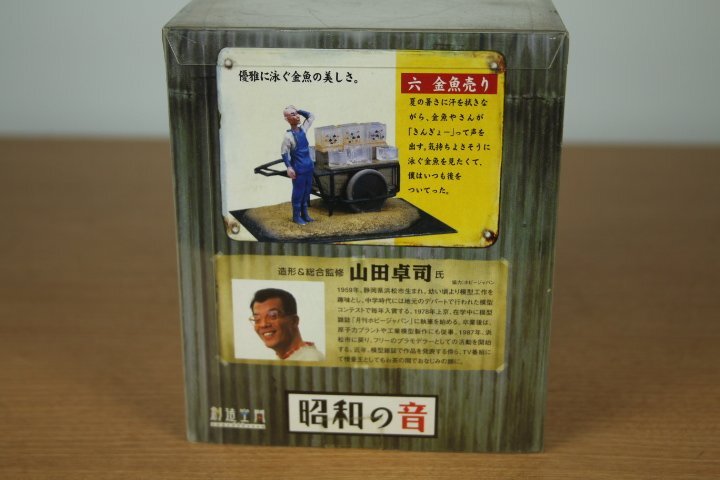 優雅に泳ぐ金魚の美しさ。
六 金魚売り
夏の暑さに汗を拭きな
がら、金魚やさんが
「きんぎょー」って声を
出す。気持ちよさそうに
泳ぐ金魚を見たくて、
僕はいつも後を
ついてった。
造形&総合監修 山田卓司氏
協力:ホビージャパン
1959年、静岡県浜松市生まれ。幼い頃より模型工作を
趣味とし、中学時代には地元のデパートで行われた模型
コンテストで毎年入賞する。1978年上京、在学中に模型
雑誌「月刊ホビージャパン」に執筆を始める。卒業後は、
原子力プラントや工業模型製作にも従事。1987年、浜
松市に戻り、フリーのプラモデラーとしての活動を開始
する。近年、模型雑誌で作品を発表する傍ら、TV番組に
て情景王としてもお茶の間でおなじみの顔に。
創造工房
昭和の音